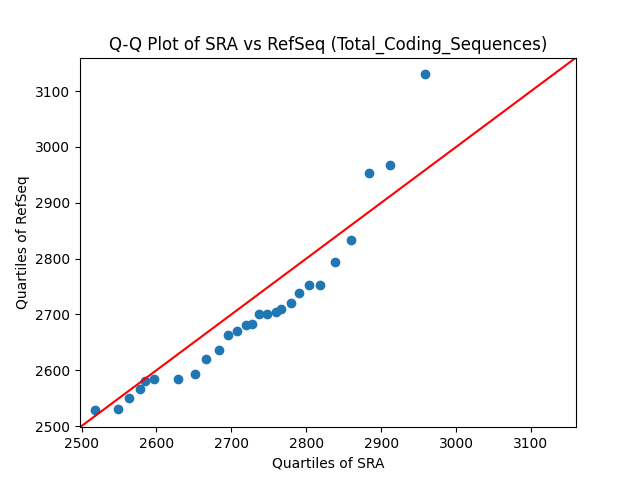 Q-Q Plot of SRA vs RefSeq (Total_Coding_Sequences)
3100
3000
2900
2800
2700
2600
2500
Quartiles of RefSeq
2500 2600 2700 2800 2900 3000 3100
Quartiles of SRA